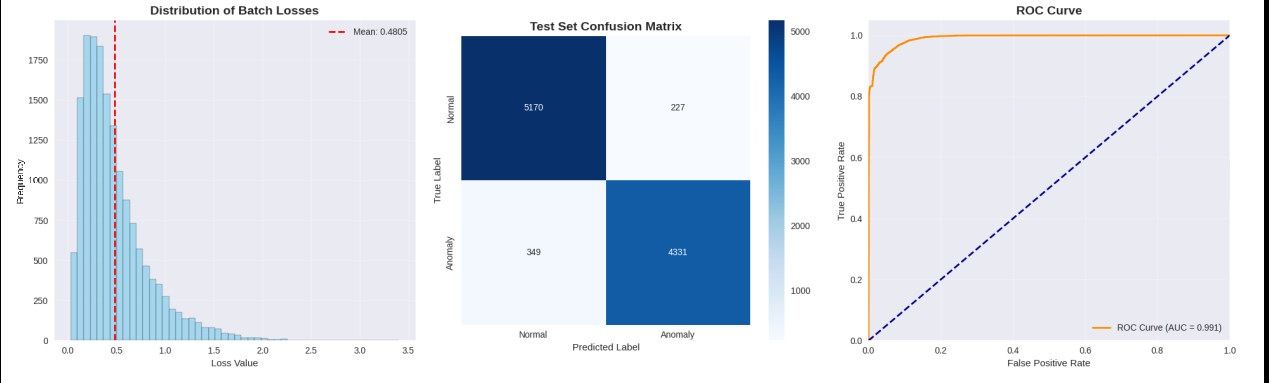 Distribution of Batch Losses
Mean: 0.4805
1750
1500
1250
1000
750
500
250
0
Frequency
0.0 0.5 1.0 1.5 2.0 2.5 3.0 3.5
Loss Value
Test Set Confusion Matrix
True Label
Normal
Anomaly
5170 227
349 4331
Normal Anomaly
Predicted Label
5000
4000
3000
2000
1000
ROC Curve
True Positive Rate
1.0
0.8
0.6
0.4
0.2
0.0
ROC Curve (AUC = 0.991)
0.0 0.2 0.4 0.6 0.8 1.0
False Positive Rate